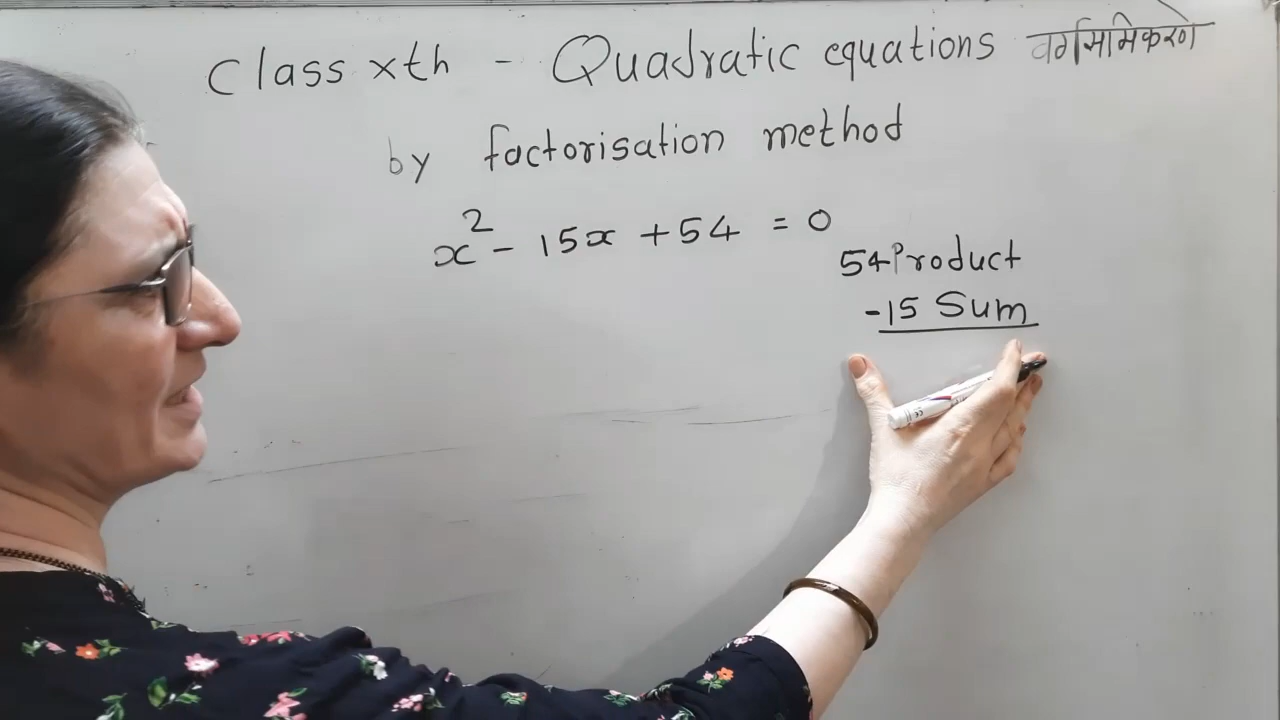 Class xth - Quadratic equations वर्गसमिकरणे
by factorisation method
x² - 15x + 54 = 0
54 Product
-15 Sum